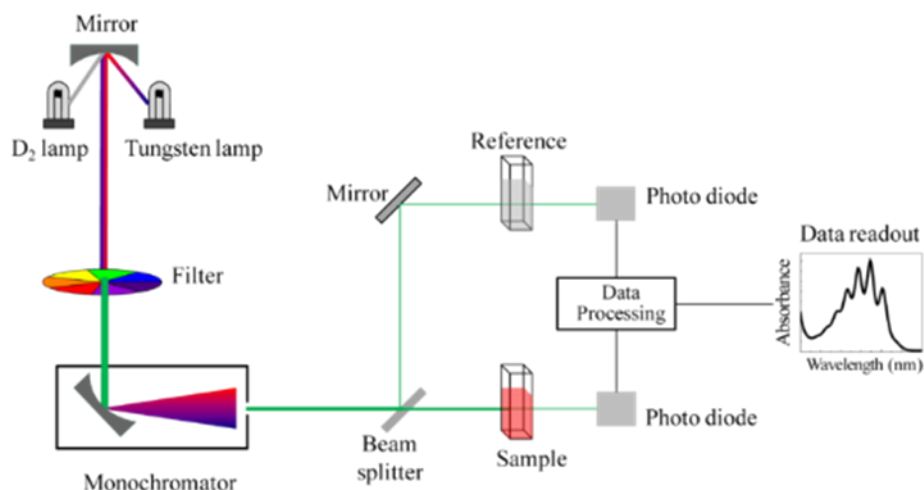 Mirror
D₂ lamp
Tungsten lamp
Filter
Monochromator
Mirror
Reference
Photo diode
Beam
splitter
Sample
Photo diode
Data
Processing
Data readout
Absorbance
Wavelength (nm)